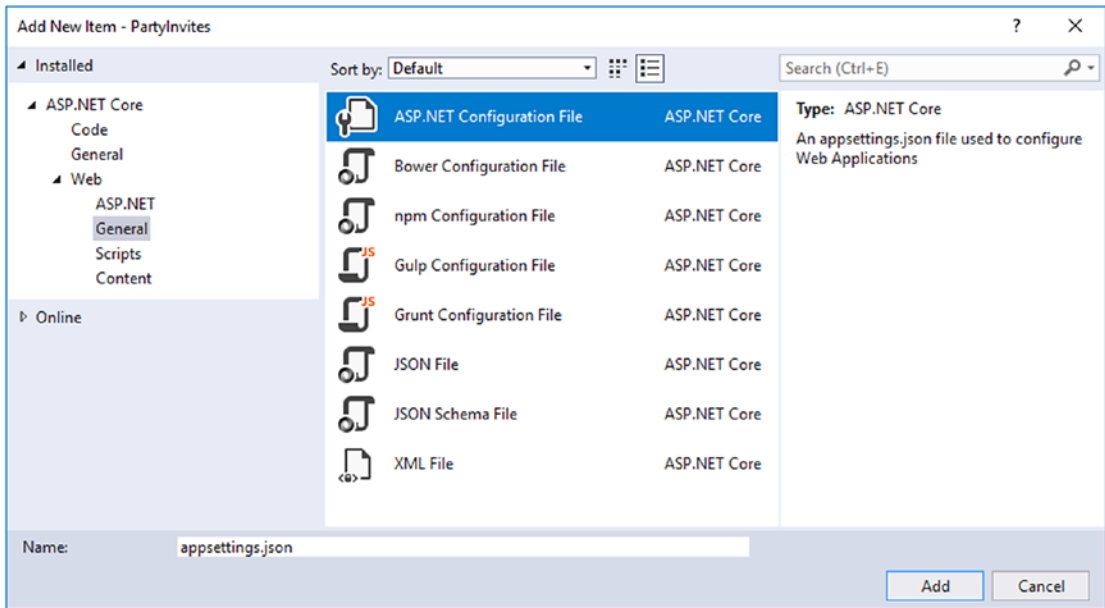 Add New Item - PartyInvites
?
Installed
Sort by: Default
Search (Ctrl+E)
ASP.NET Core
Code
General
Web
ASP.NET
General
Scripts
Content
Online
ASP.NET Configuration File ASP.NET Core
Bower Configuration File ASP.NET Core
npm Configuration File ASP.NET Core
JS
Gulp Configuration File ASP.NET Core
JS
Grunt Configuration File ASP.NET Core
JSON File ASP.NET Core
JSON Schema File ASP.NET Core
XML File ASP.NET Core
Type: ASP.NET Core
An appsettings.json file used to configure
Web Applications
Name: appsettings.json
Add Cancel